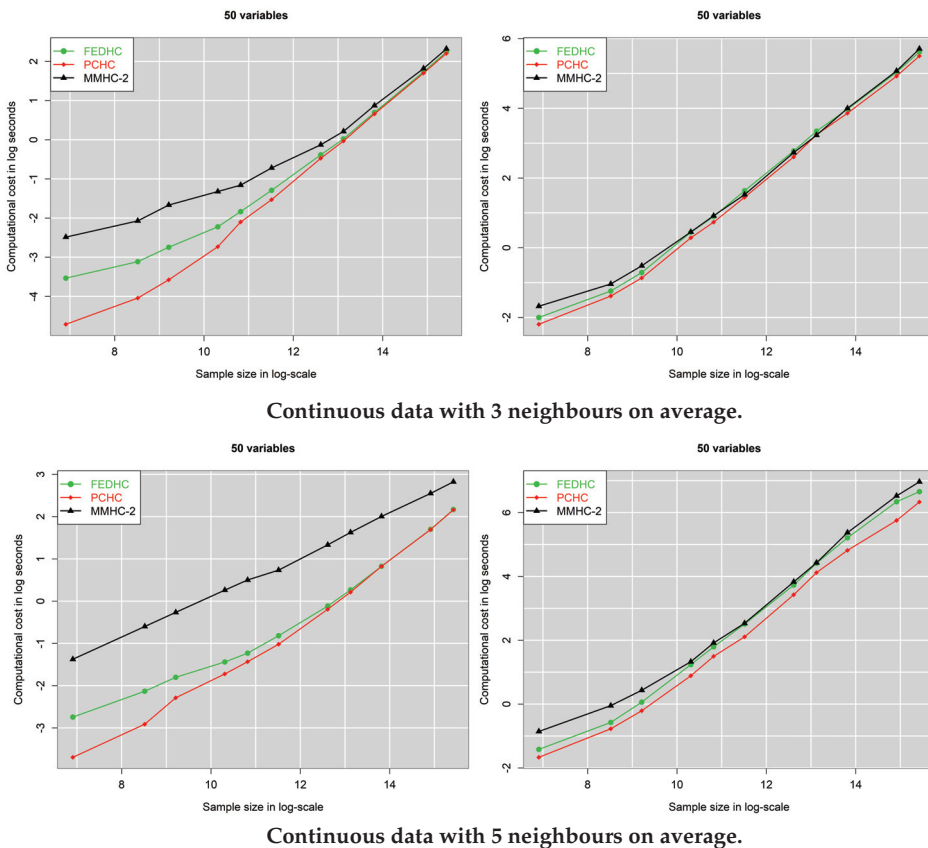 50 variables
FEDHC
PCHC
MMHC-2
Computational cost in log seconds
2
1
0
-1
-2
-3
-4
8
10
12
14
Sample size in log-scale
50 variables
FEDHC
PCHC
MMHC-2
Computational cost in log seconds
6
4
2
0
-2
8
10
12
14
Sample size in log-scale
Continuous data with 3 neighbours on average.
50 variables
FEDHC
PCHC
MMHC-2
Computational cost in log seconds
3
2
1
0
-1
-2
-3
8
10
12
14
Sample size in log-scale
50 variables
FEDHC
PCHC
MMHC-2
Computational cost in log seconds
6
4
2
0
-2
8
10
12
14
Sample size in log-scale
Continuous data with 5 neighbours on average.